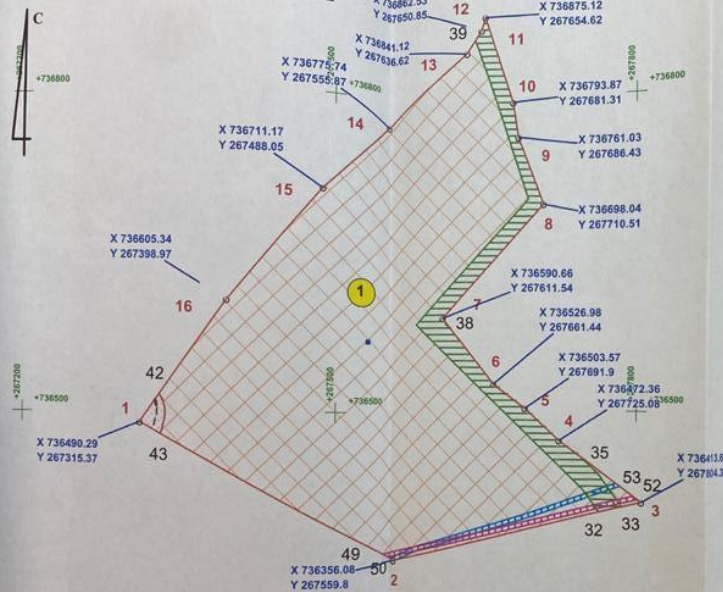 12
X 736875.12
Y 267654.62
Y 267650.85
39
11
C
X 736841.12
Y 267636.62
13
X 736775.74
Y 267555.87
+736800
+736800
+267800
+736800
10
X 736793.87
Y 267681.31
14
X 736711.17
Y 267488.05
9
X 736761.03
Y 267686.43
15
8
X 736698.04
Y 267710.51
X 736605.34
Y 267398.97
16
1
X 736590.66
Y 267611.54
7
38
X 736526.98
Y 267661.44
6
X 736503.57
Y 267691.9
5
X 736472.36
Y 267725.08
4
+267200
+736500
+267800
+736500
42
1
43
X 736490.29
Y 267315.37
35
53
52
3
32
33
49
50
2
X 736356.08
Y 267559.8